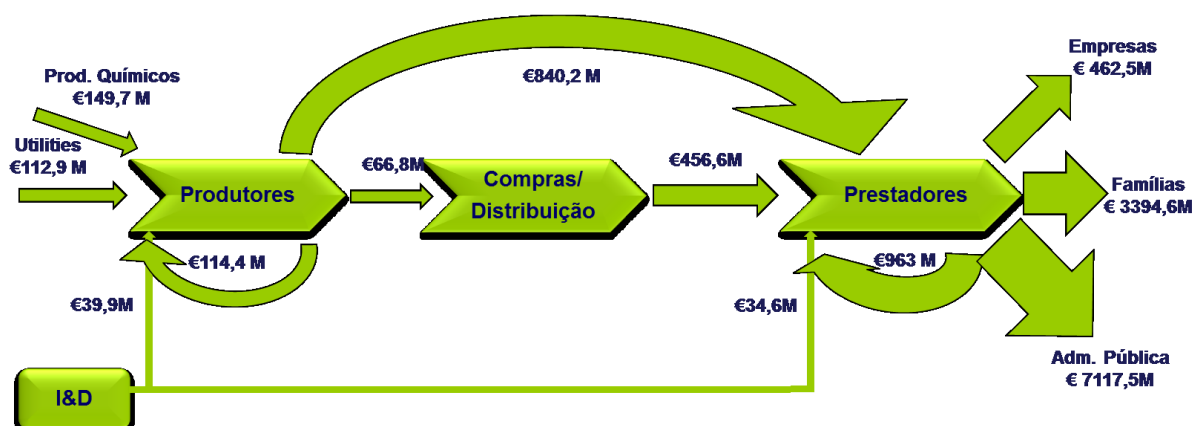 Empresas
€ 462,5M
€840,2 M
Prod. Químicos
€149,7 M
Utilities
€112,9 M
Produtores
€66,8M
Compras/
Distribuição
€456,6M
Prestadores
Famílias
€ 3394,6M
€114,4 M
€963 M
€39,9M
€34,6M
Adm. Pública
€ 7117,5M
I&D